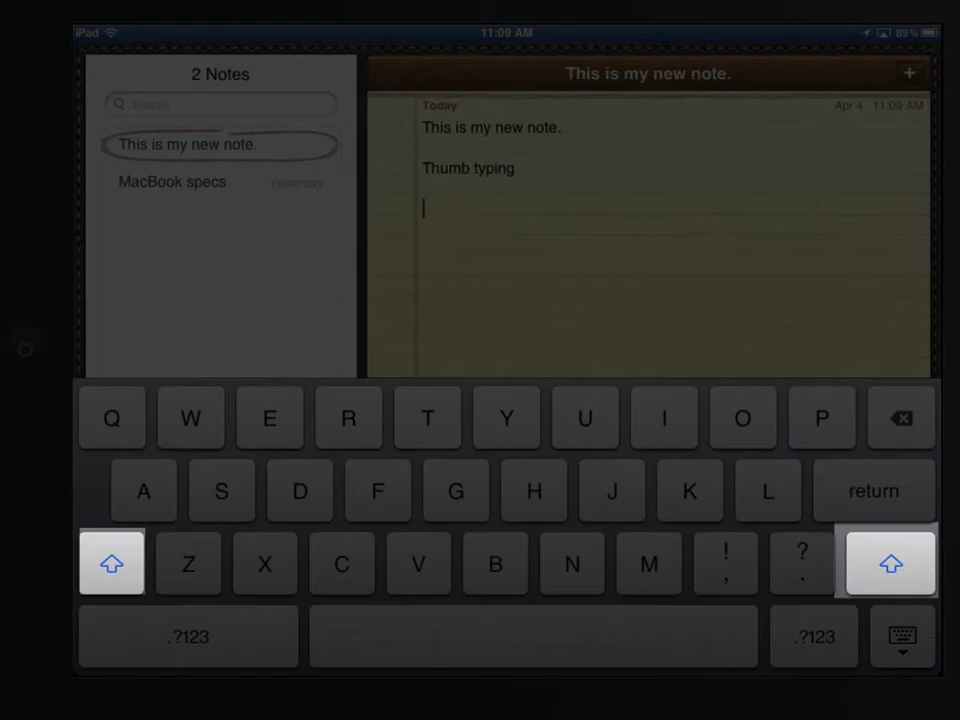 iPad 11:09 AM 89%
2 Notes
Search
This is my new note.
MacBook specs Yesterday
This is my new note. +
Today Apr 4 11:09 AM
This is my new note.
Thumb typing
Q W E R T Y U I O P
A S D F G H J K L return
Z X C V B N M ! , ? .
.?123 .?123